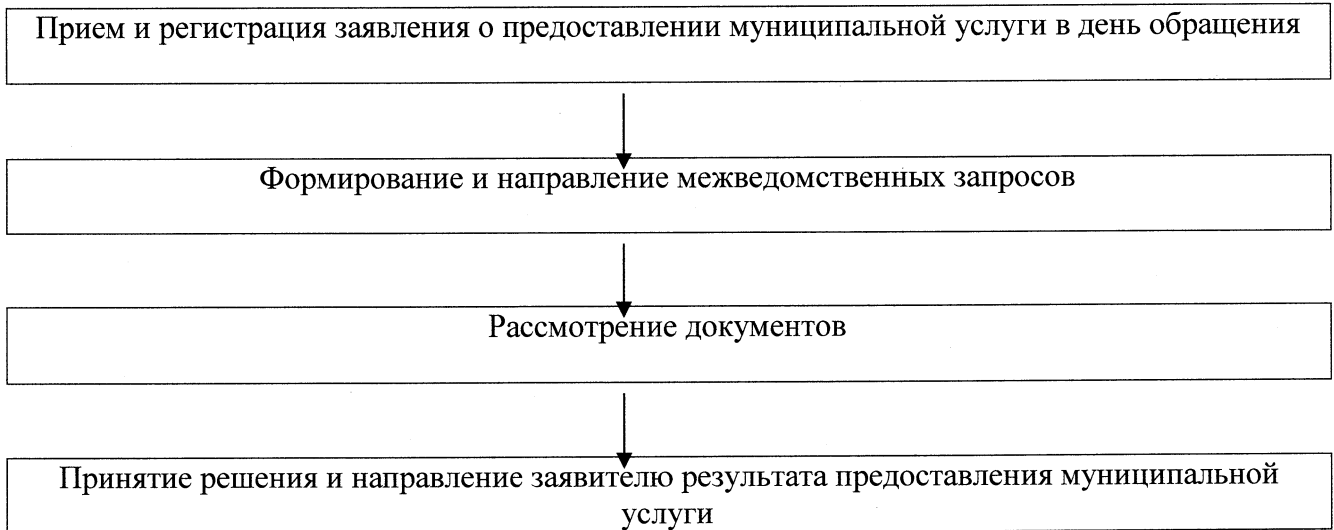 Прием и регистрация заявления о предоставлении муниципальной услуги в день обращения
Формирование и направление межведомственных запросов
Рассмотрение документов
Принятие решения и направление заявителю результата предоставления муниципальной
услуги